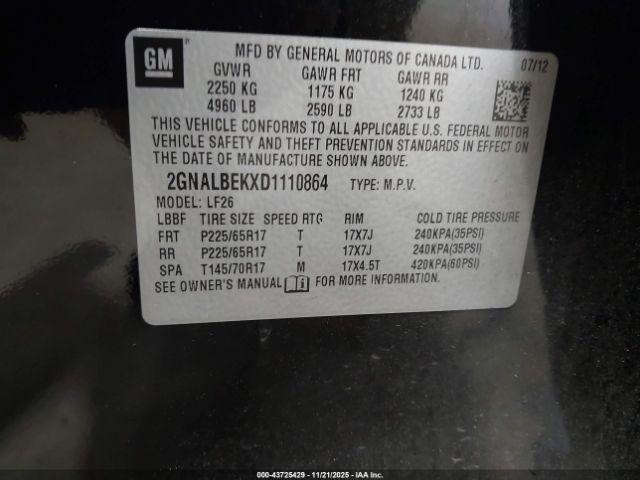 GM
MFD BY GENERAL MOTORS OF CANADA LTD. 07/12
GVWR GAWR FRT GAWR RR
2250 KG 1175 KG 1240 KG
4960 LB 2590 LB 2733 LB
THIS VEHICLE CONFORMS TO ALL APPLICABLE U.S. FEDERAL MOTOR
VEHICLE SAFETY AND THEFT PREVENTION STANDARDS IN EFFECT ON THE
DATE OF MANUFACTURE SHOWN ABOVE.
2GNALBEKXD1110864 TYPE: M.P.V.
MODEL: LF26
LBBF TIRE SIZE SPEED RTG RIM COLD TIRE PRESSURE
FRT P225/65R17 T 17X7J 240KPA(35PSI)
RR P225/65R17 T 17X7J 240KPA(35PSI)
SPA T145/70R17 M 17X4.5T 420KPA(60PSI)
SEE OWNER'S MANUAL FOR MORE INFORMATION.
000-43725429 - 11/21/2025 - IAA, Inc.